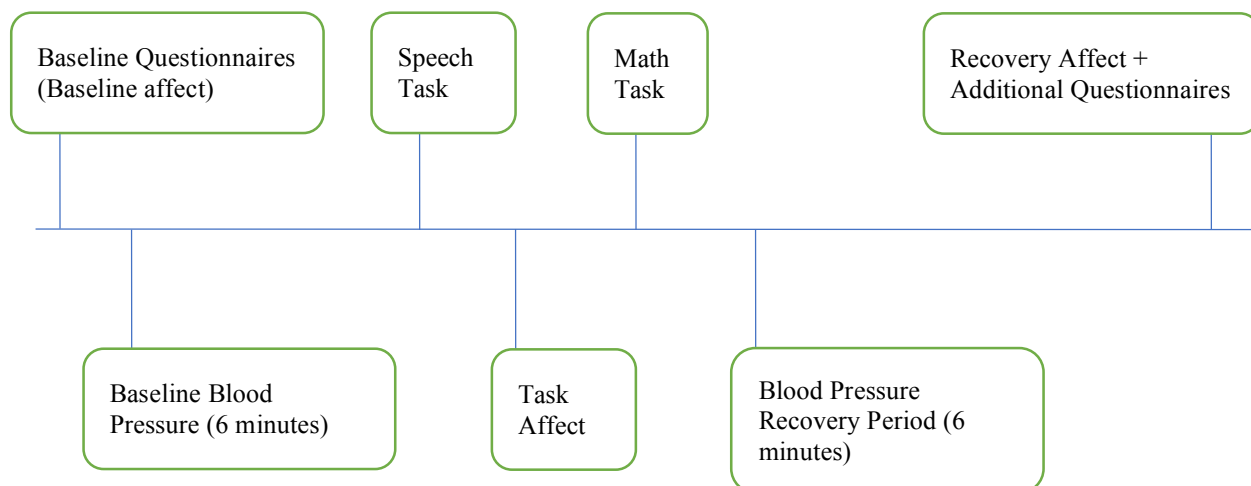 Baseline Questionnaires
(Baseline affect)
Speech
Task
Math
Task
Recovery Affect +
Additional Questionnaires
Baseline Blood
Pressure (6 minutes)
Task
Affect
Blood Pressure
Recovery Period (6
minutes)